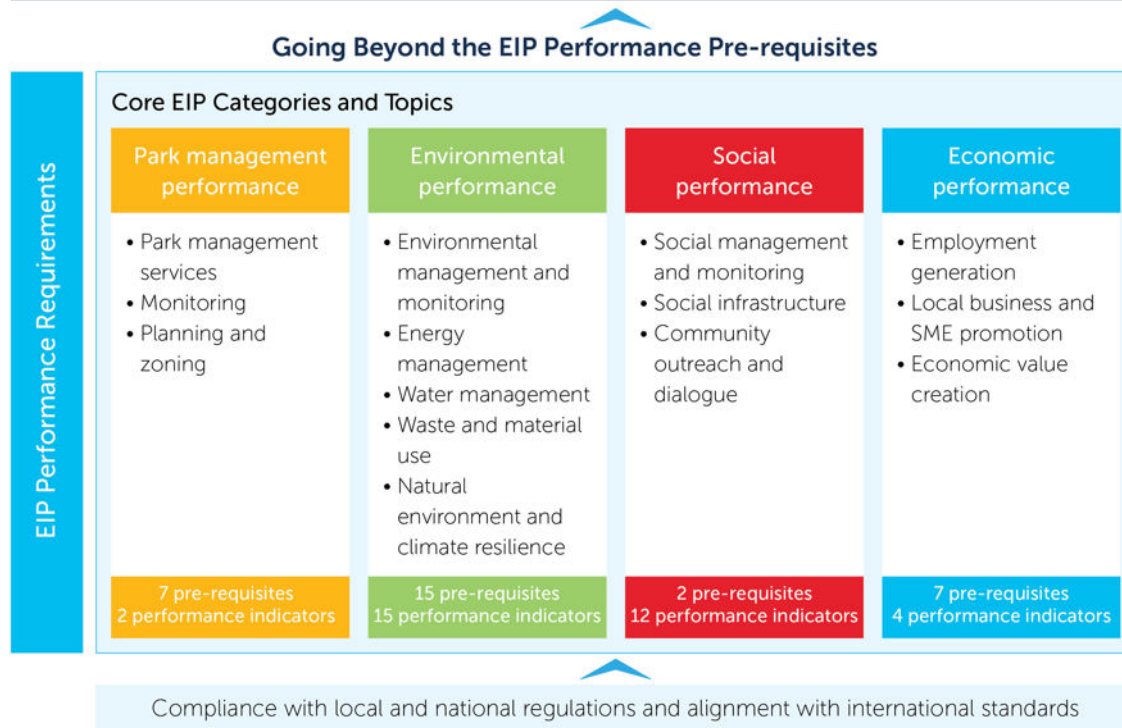 Going Beyond the EIP Performance Pre-requisites
EIP Performance Requirements
Core EIP Categories and Topics
Park management
performance
• Park management
services
• Monitoring
• Planning and
zoning
7 pre-requisites
2 performance indicators
Environmental
performance
• Environmental
management and
monitoring
• Energy
management
• Water management
• Waste and material
use
• Natural
environment and
climate resilience
15 pre-requisites
15 performance indicators
Social
performance
• Social management
and monitoring
• Social infrastructure
• Community
outreach and
dialogue
2 pre-requisites
12 performance indicators
Economic
performance
• Employment
generation
• Local business and
SME promotion
• Economic value
creation
7 pre-requisites
4 performance indicators
Compliance with local and national regulations and alignment with international standards